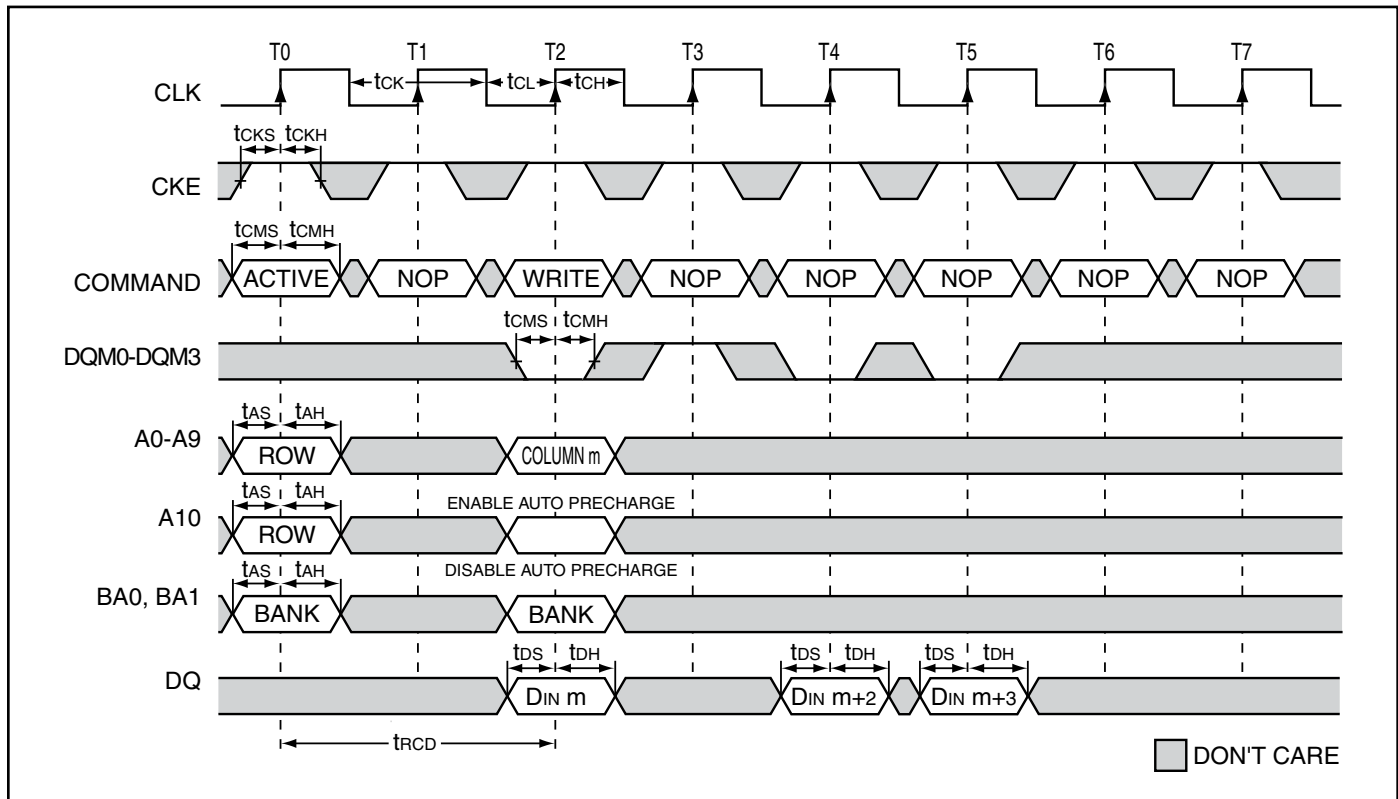 T0 T1 T2 T3 T4 T5 T6 T7
CLK
tCK tCL tCH
tCKS tCKH
CKE
tCMS tCMH
COMMAND ACTIVE NOP WRITE NOP NOP NOP NOP NOP
tCMS tCMH
DQM0-DQM3
tAS tAH
A0-A9 ROW COLUMN m
tAS tAH
ENABLE AUTO PRECHARGE
A10 ROW
DISABLE AUTO PRECHARGE
tAS tAH
BA0, BA1 BANK BANK
tDS tDH tDS tDH tDS tDH
DQ DIN m DIN m+2 DIN m+3
tRCD
DON'T CARE